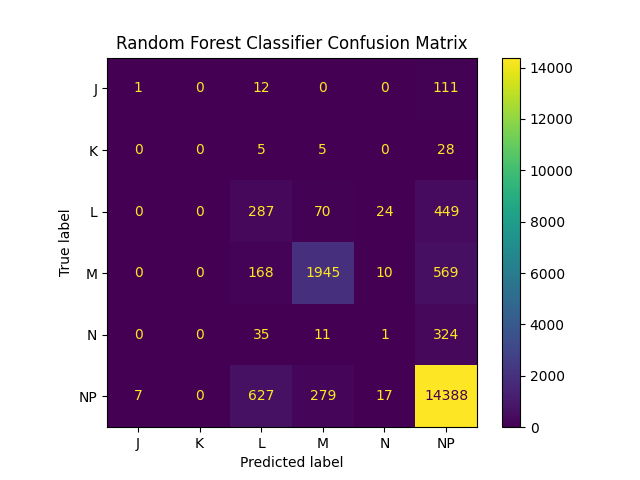 Random Forest Classifier Confusion Matrix
J 1 0 12 0 0 111
K 0 0 5 5 0 28
L 0 0 287 70 24 449
M 0 0 168 1945 10 569
N 0 0 35 11 1 324
NP 7 0 627 279 17 14388
J K L M N NP
Predicted label
True label
14000
12000
10000
8000
6000
4000
2000
0